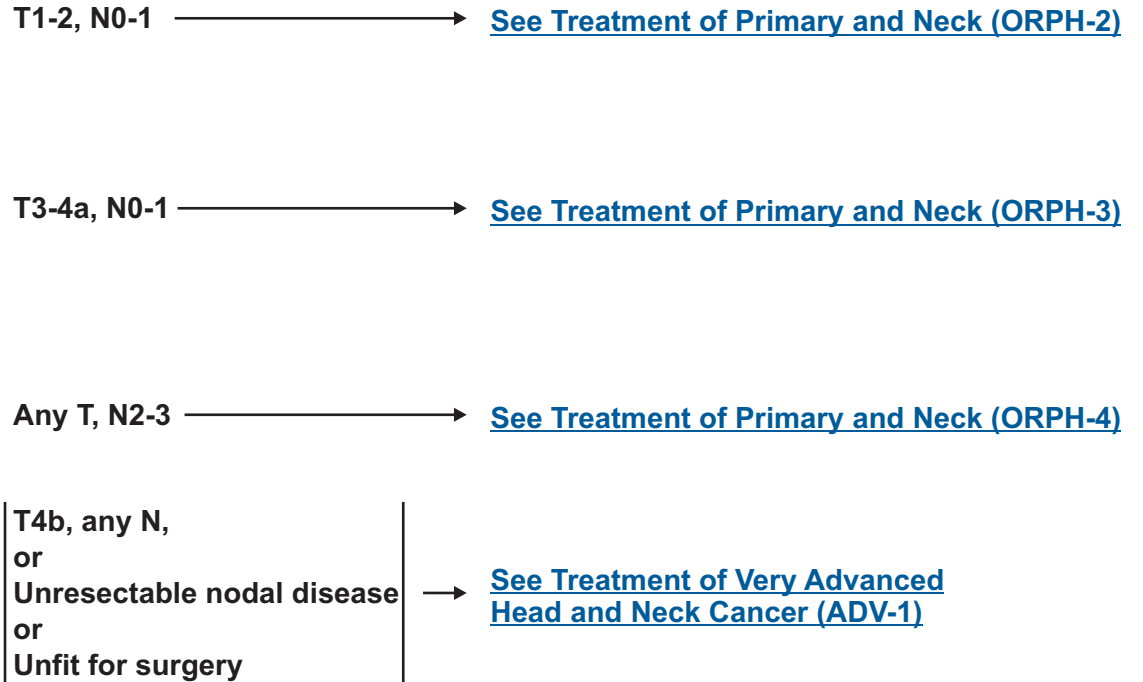 T1-2, N0-1
See Treatment of Primary and Neck (ORPH-2)
T3-4a, N0-1
See Treatment of Primary and Neck (ORPH-3)
Any T, N2-3
See Treatment of Primary and Neck (ORPH-4)
T4b, any N,
or
Unresectable nodal disease
or
Unfit for surgery
See Treatment of Very Advanced
Head and Neck Cancer (ADV-1)